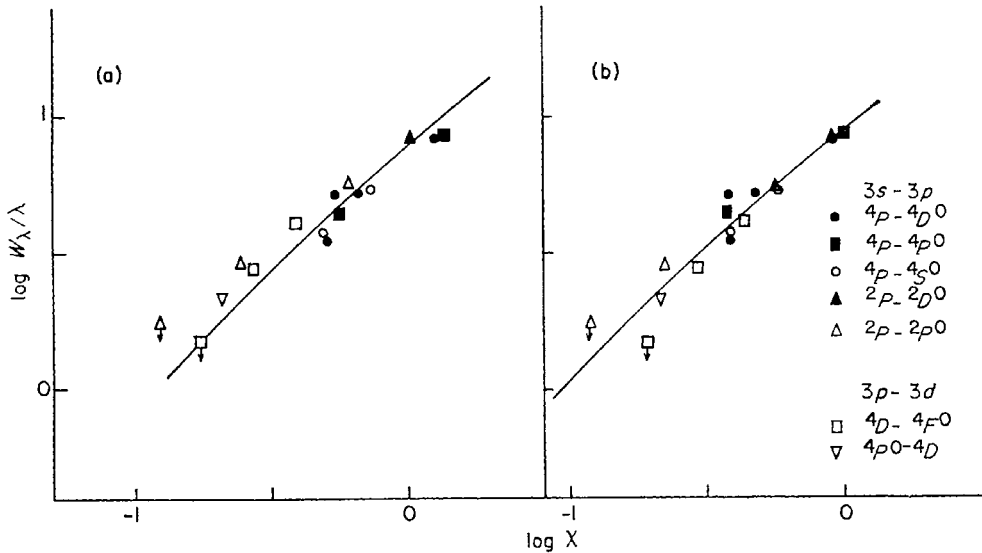 (a)
(b)
1
0
log W_λ/λ
-1
0
-1
0
log X
3s-3p
⁴P-⁴D⁰
⁴P-⁴P⁰
⁴P-⁴S⁰
²P-²D⁰
²P-²P⁰
3p-3d
⁴D-⁴F⁰
⁴P⁰-⁴D